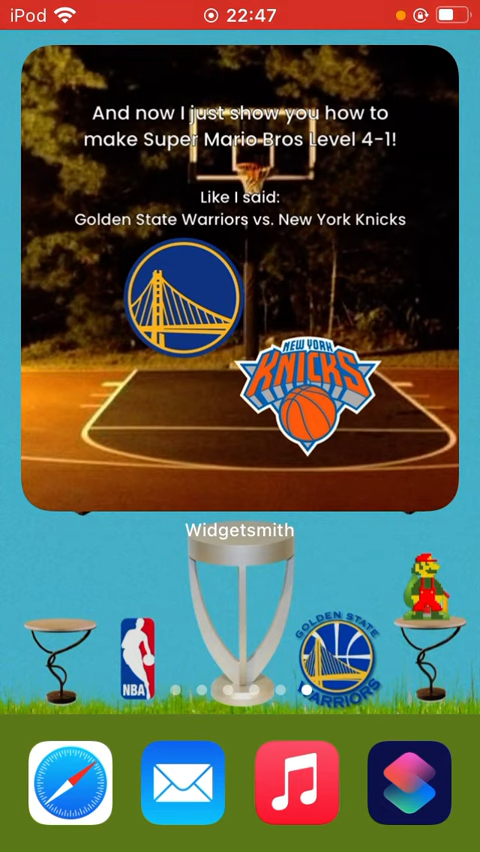 iPod 22:47
And now I just show you how to
make Super Mario Bros Level 4-1!
Like I said:
Golden State Warriors vs. New York Knicks
NEW YORK
KNICKS
Widgetsmith
GOLDEN STATE
WARRIORS
NBA